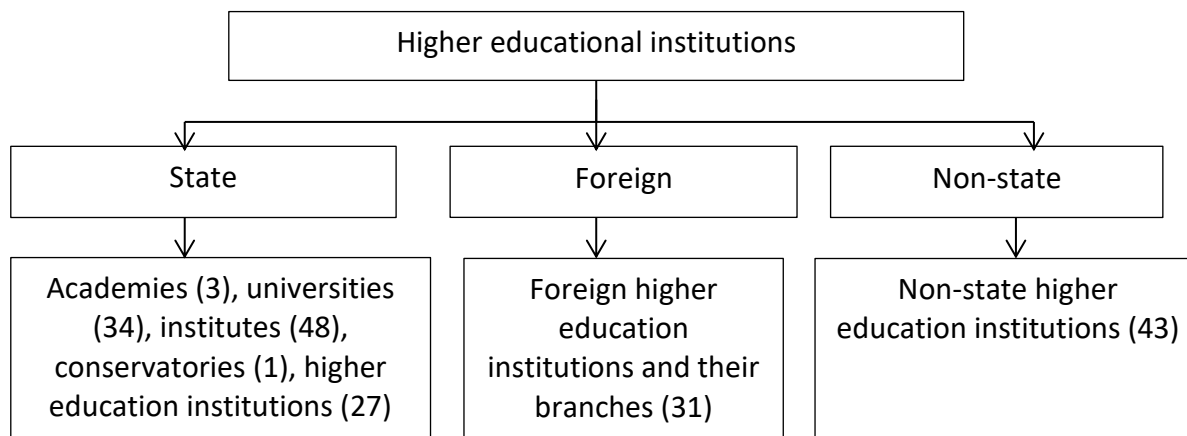 Higher educational institutions
State
Foreign
Non-state
Academies (3), universities
(34), institutes (48),
conservatories (1), higher
education institutions (27)
Foreign higher
education
institutions and their
branches (31)
Non-state higher
education institutions (43)